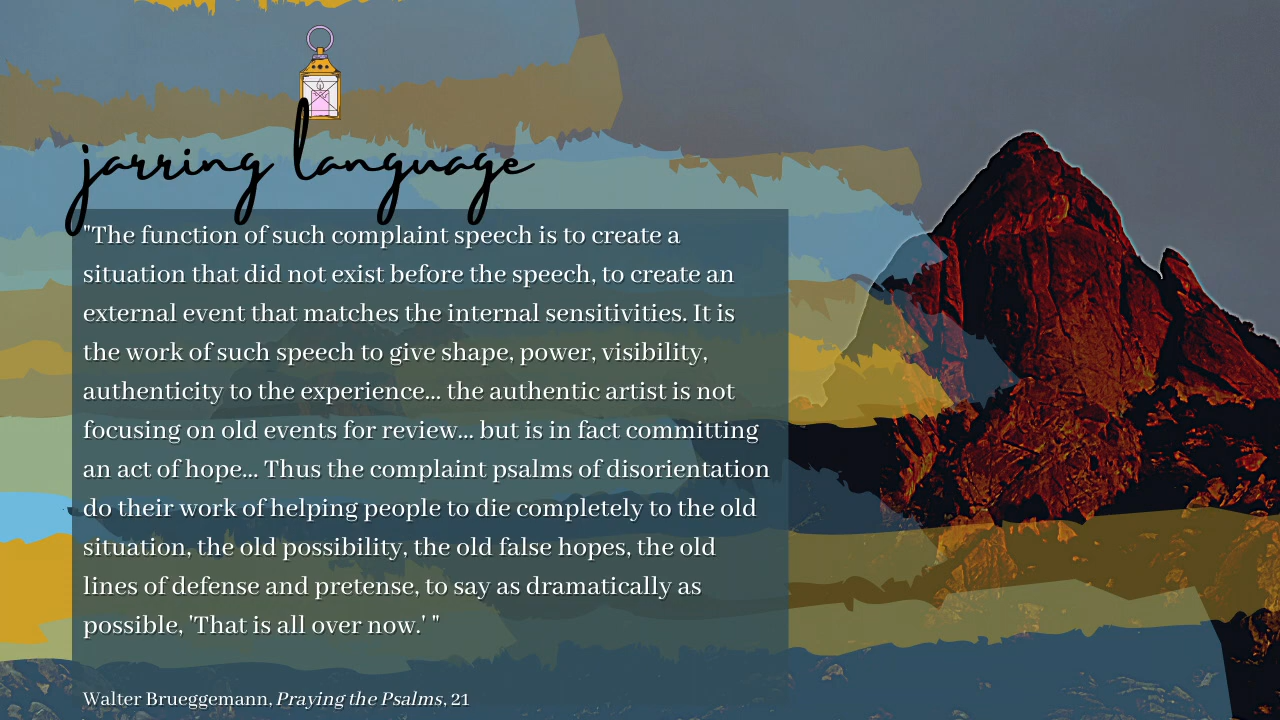 jarring language
"The function of such complaint speech is to create a
situation that did not exist before the speech, to create an
external event that matches the internal sensitivities. It is
the work of such speech to give shape, power, visibility,
authenticity to the experience... the authentic artist is not
focusing on old events for review... but is in fact committing
an act of hope... Thus the complaint psalms of disorientation
do their work of helping people to die completely to the old
situation, the old possibility, the old false hopes, the old
lines of defense and pretense, to say as dramatically as
possible, 'That is all over now.' "
Walter Brueggemann, Praying the Psalms, 21